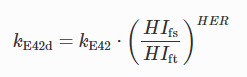 k_E42d = k_E42 · (HI_fs / HI_ft)^HER